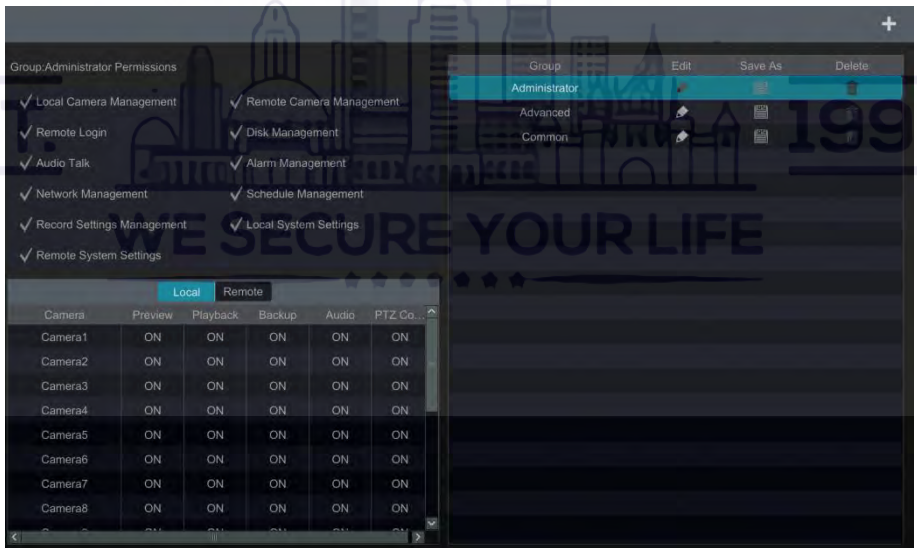 +
Group:Administrator Permissions
Local Camera Management Remote Camera Management
Remote Login Disk Management
Audio Talk Alarm Management
Network Management Schedule Management
Record Settings Management Local System Settings
Remote System Settings
Local Remote
Camera Preview Playback Backup Audio PTZ Co...
Camera1 ON ON ON ON ON
Camera2 ON ON ON ON ON
Camera3 ON ON ON ON ON
Camera4 ON ON ON ON ON
Camera5 ON ON ON ON ON
Camera6 ON ON ON ON ON
Camera7 ON ON ON ON ON
Camera8 ON ON ON ON ON
Group Edit Save As Delete
Administrator
Advanced
Common
T. 199
WE SECURE YOUR LIFE